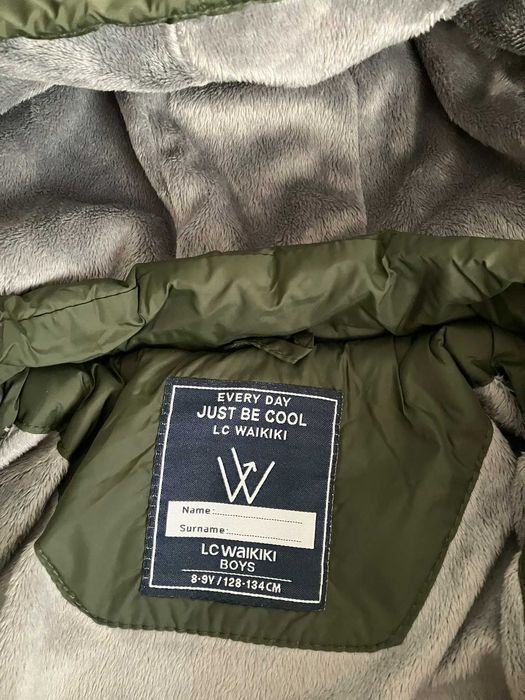 EVERY DAY
JUST BE COOL
LC WAIKIKI
W
Name:
Surname:
LC WAIKIKI
BOYS
8-9Y / 128-134 CM